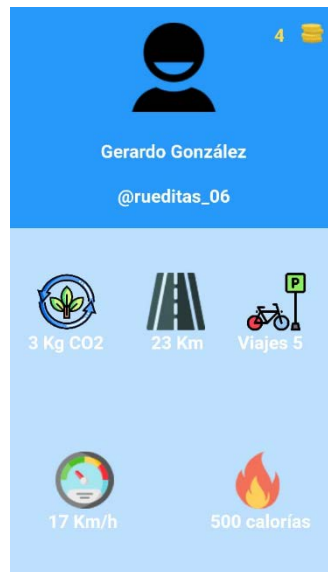 4
Gerardo González
@rueditas_06
P
3 Kg CO2
23 Km
Viajes 5
17 Km/h
500 calorías